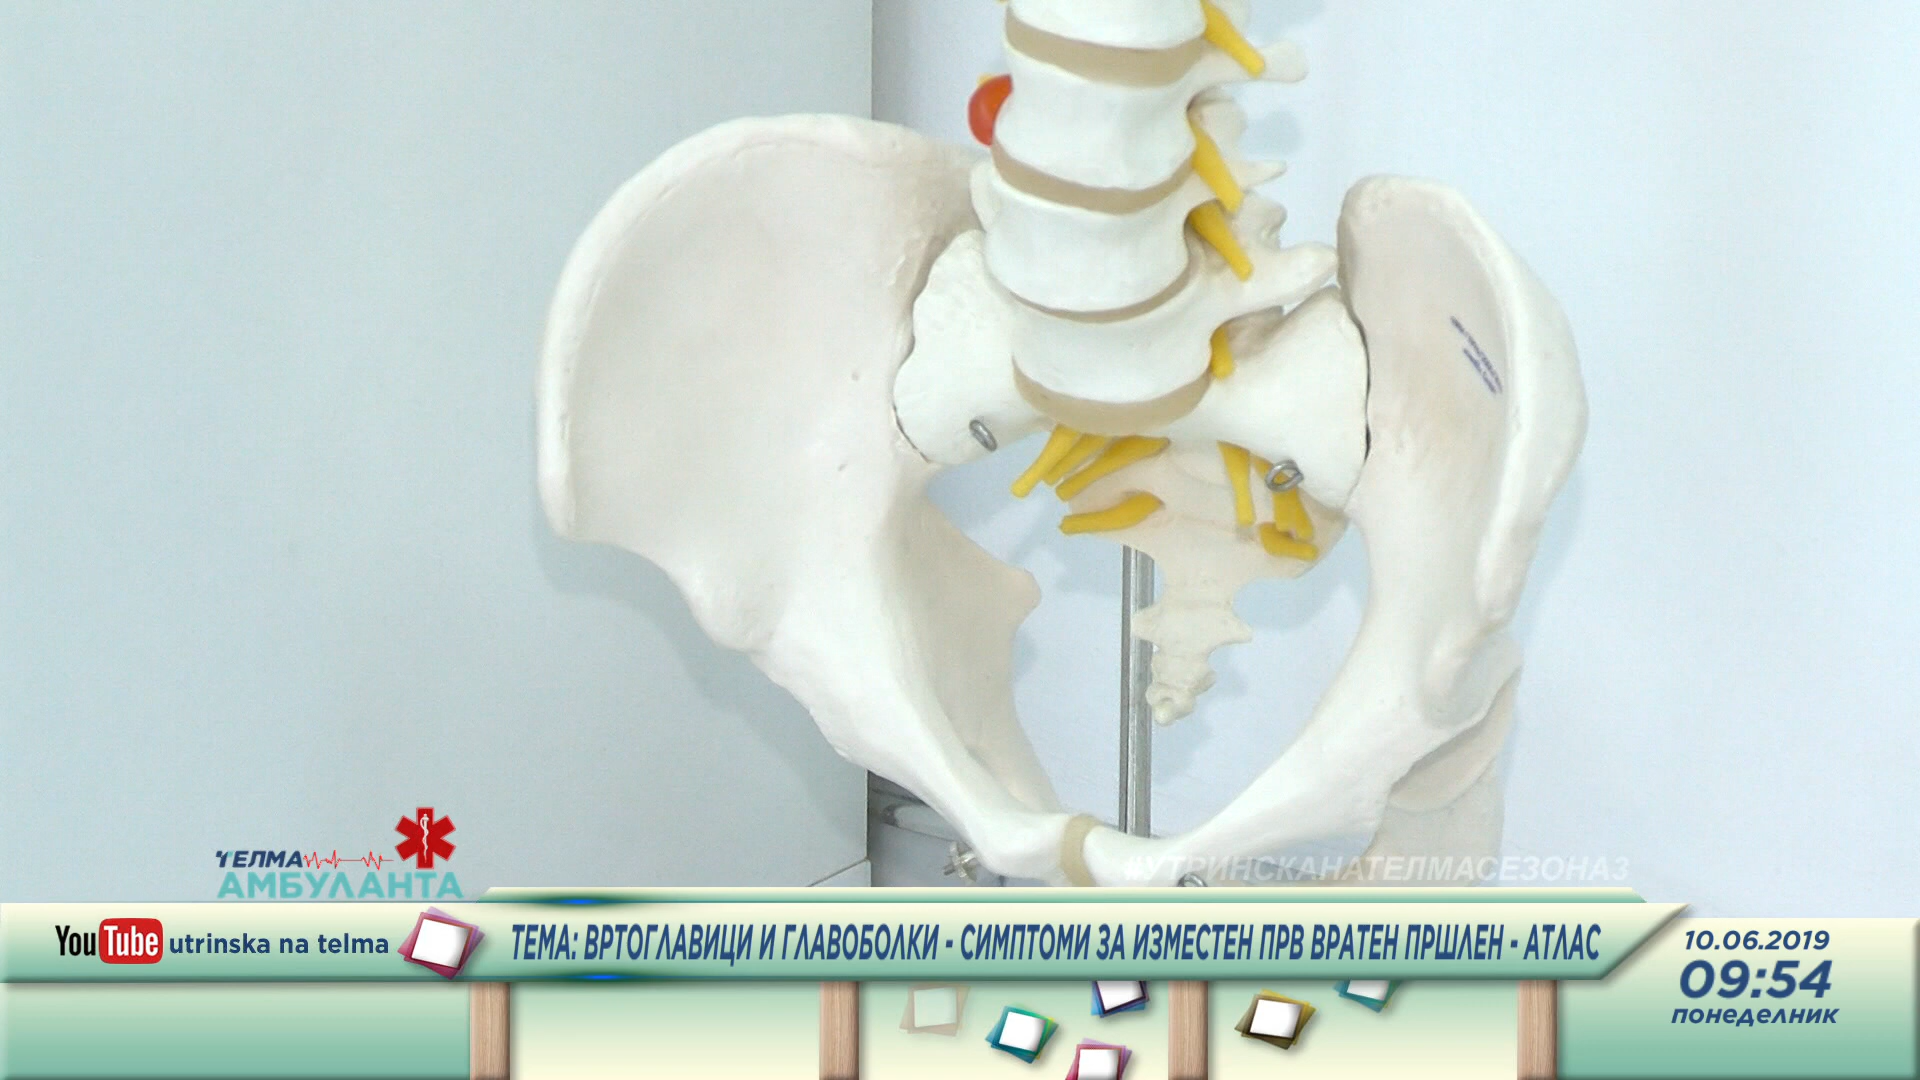 #УТРИНСКАНАТЕЛМАСЕЗОНА3
ТЕЛМА
АМБУЛАНТА
YouTube utrinska na telma
ТЕМА: ВРТОГЛАВИЦИ И ГЛАВОБОЛКИ - СИМПТОМИ ЗА ИЗМЕСТЕН ПРВ ВРАТЕН ПРШЛЕН - АТЛАС
10.06.2019
09:54
понеделник